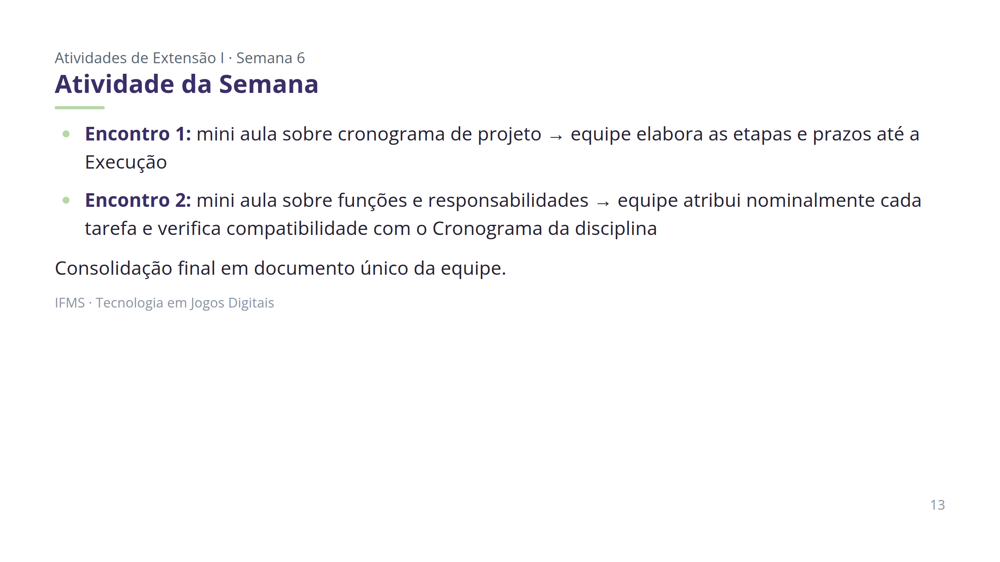 Atividades de Extensão I · Semana 6
Atividade da Semana
Encontro 1: mini aula sobre cronograma de projeto → equipe elabora as etapas e prazos até a
Execução
Encontro 2: mini aula sobre funções e responsabilidades → equipe atribui nominalmente cada
tarefa e verifica compatibilidade com o Cronograma da disciplina
Consolidação final em documento único da equipe.
IFMS · Tecnologia em Jogos Digitais
13